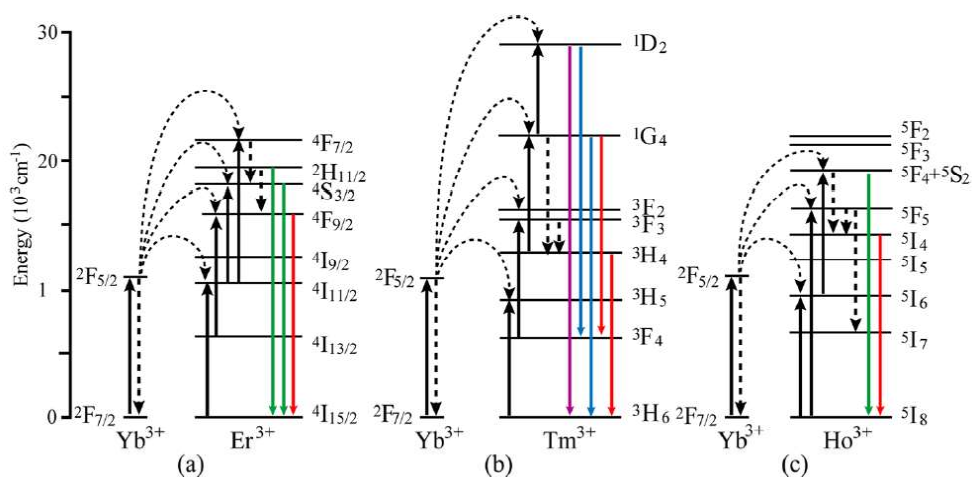 Energy (10³cm⁻¹)
30
20
1
0
²F₅/₂
²F₇/₂
Yb³⁺
⁴F₇/₂
²H₁₁/₂
⁴S₃/₂
⁴F₉/₂
⁴I₉/₂
⁴I₁₁/₂
⁴I₁₃/₂
⁴I₁₅/₂
Er³⁺
(a)
²F₅/₂
²F₇/₂
Yb³⁺
¹D₂
¹G₄
³F₂
³F₃
³H₄
³H₅
³F₄
³H₆
Tm³⁺
(b)
²F₅/₂
²F₇/₂
Yb³⁺
⁵F₂
⁵F₃
⁵F₄+⁵S₂
⁵F₅
⁵I₄
⁵I₅
⁵I₆
⁵I₇
⁵I₈
Ho³⁺
(c)